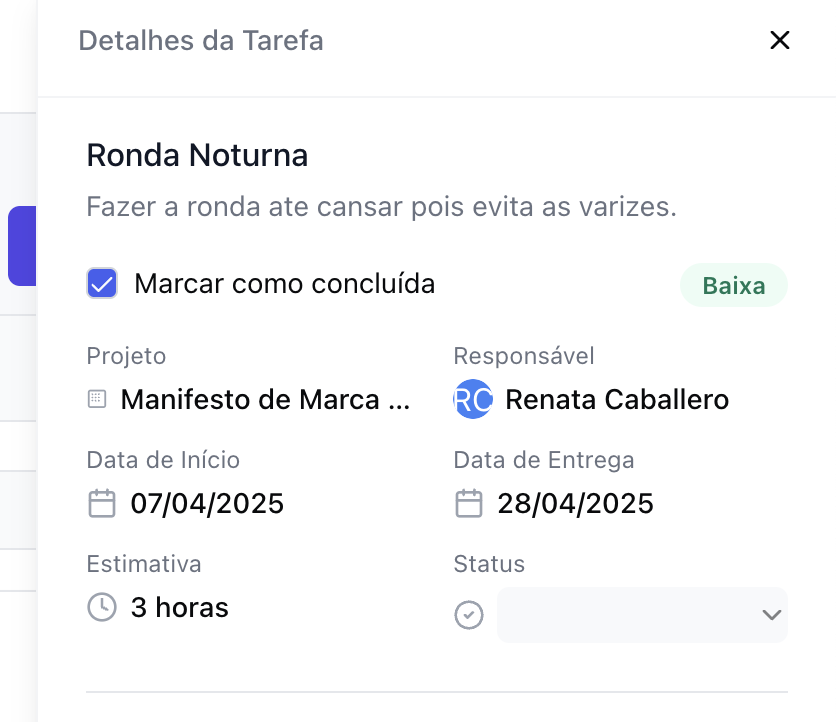 Detalhes da Tarefa
Ronda Noturna
Fazer a ronda ate cansar pois evita as varizes.
Marcar como concluída
Baixa
Projeto
Responsável
Manifesto de Marca ...
RC Renata Caballero
Data de Início
Data de Entrega
07/04/2025
28/04/2025
Estimativa
Status
3 horas